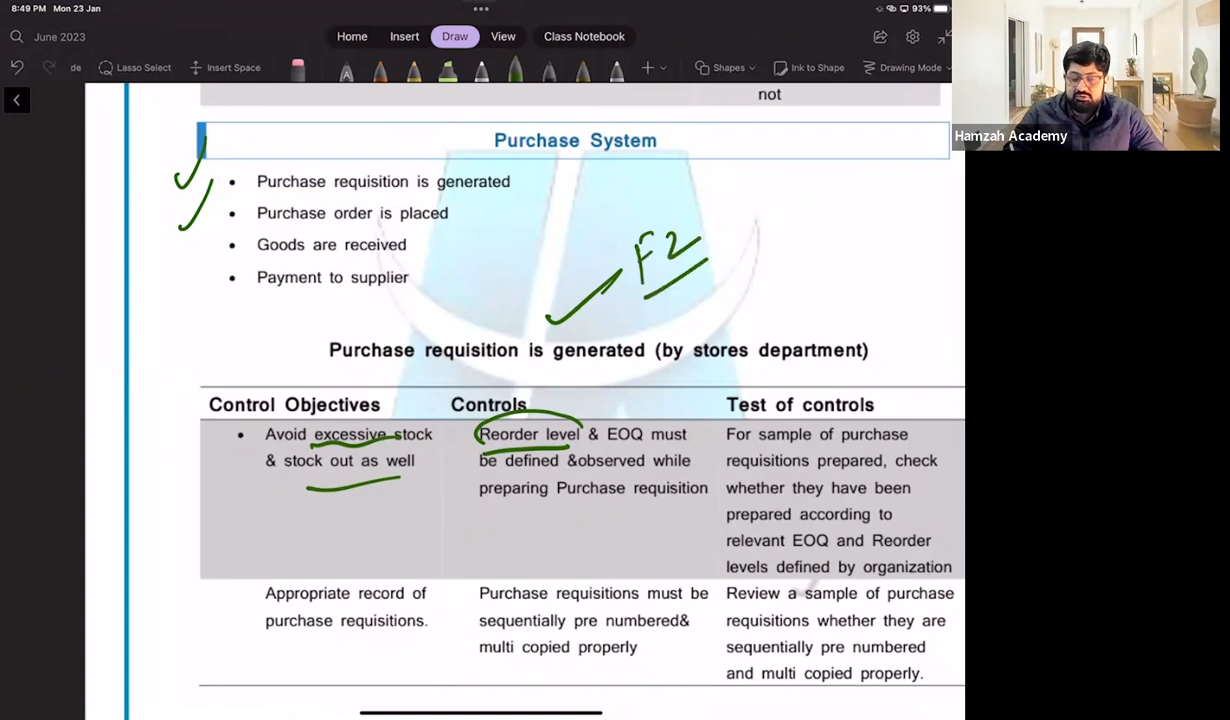 8:49 PM Mon 23 Jan
93%
June 2023
Home Insert Draw View Class Notebook
de Lasso Select Insert Space Shapes Ink to Shape Drawing Mode
not
Hamzah Academy
Purchase System
• Purchase requisition is generated
• Purchase order is placed
• Goods are received
• Payment to supplier
F2
Purchase requisition is generated (by stores department)
Control Objectives Controls Test of controls
• Avoid excessive stock
& stock out as well
Reorder level & EOQ must
be defined &observed while
preparing Purchase requisition
For sample of purchase
requisitions prepared, check
whether they have been
prepared according to
relevant EOQ and Reorder
levels defined by organization
Appropriate record of
purchase requisitions.
Purchase requisitions must be
sequentially pre numbered&
multi copied properly
Review a sample of purchase
requisitions whether they are
sequentially pre numbered
and multi copied properly.